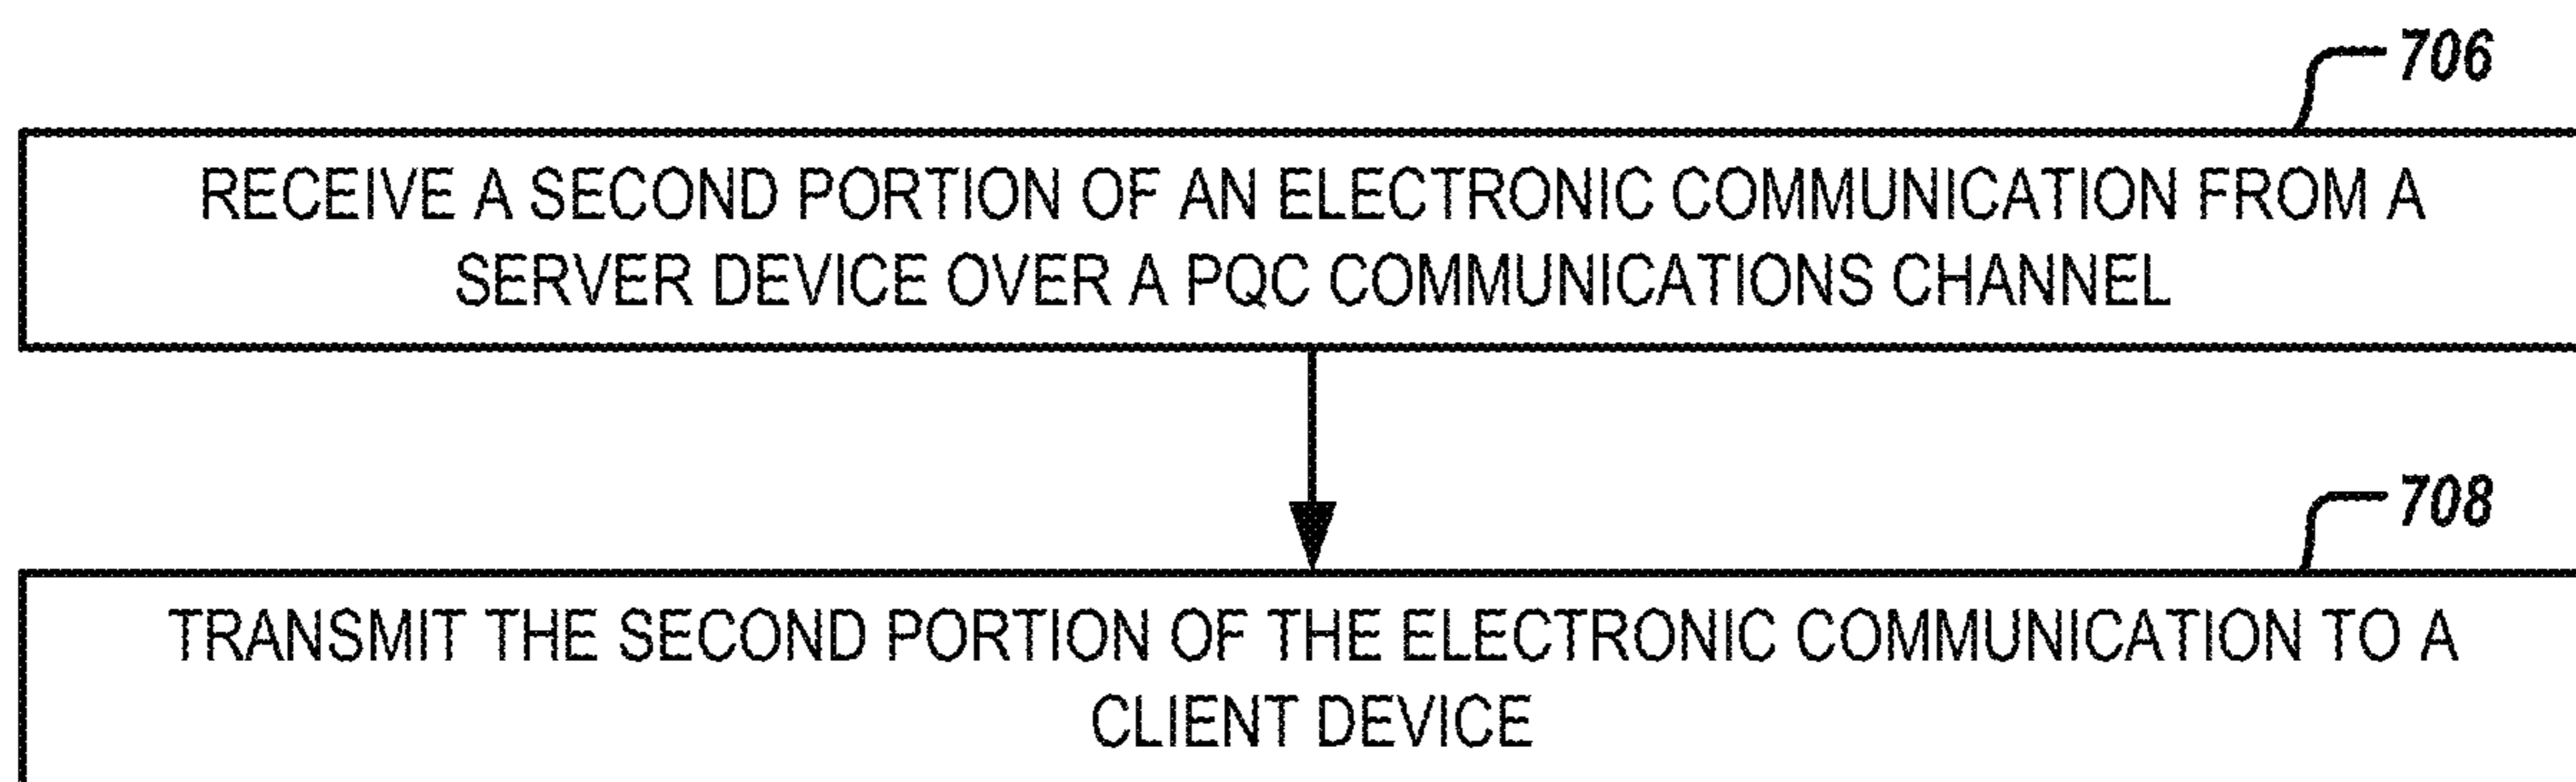 706
RECEIVE A SECOND PORTION OF AN ELECTRONIC COMMUNICATION FROM A
SERVER DEVICE OVER A PQC COMMUNICATIONS CHANNEL
708
TRANSMIT THE SECOND PORTION OF THE ELECTRONIC COMMUNICATION TO A
CLIENT DEVICE